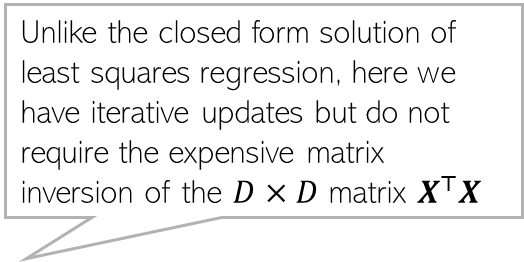 Unlike the closed form solution of
least squares regression, here we
have iterative updates but do not
require the expensive matrix
inversion of the 𝑫 × 𝑫 matrix 𝑿⊤𝑿